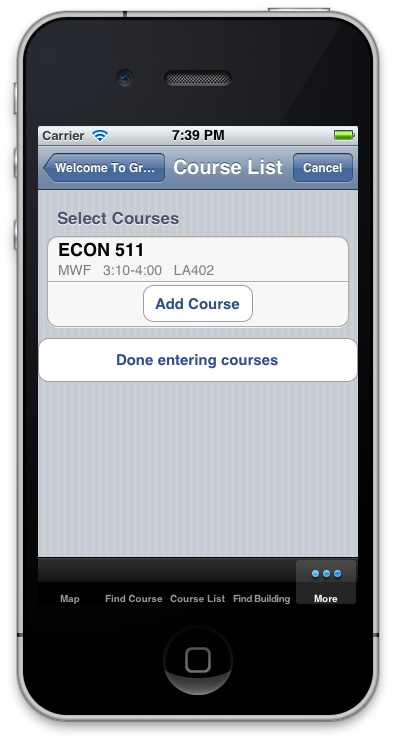 Carrier 7:39 PM
Welcome To Gr... Course List Cancel
Select Courses
ECON 511
MWF 3:10-4:00 LA402
Add Course
Done entering courses
Map Find Course Course List Find Building More